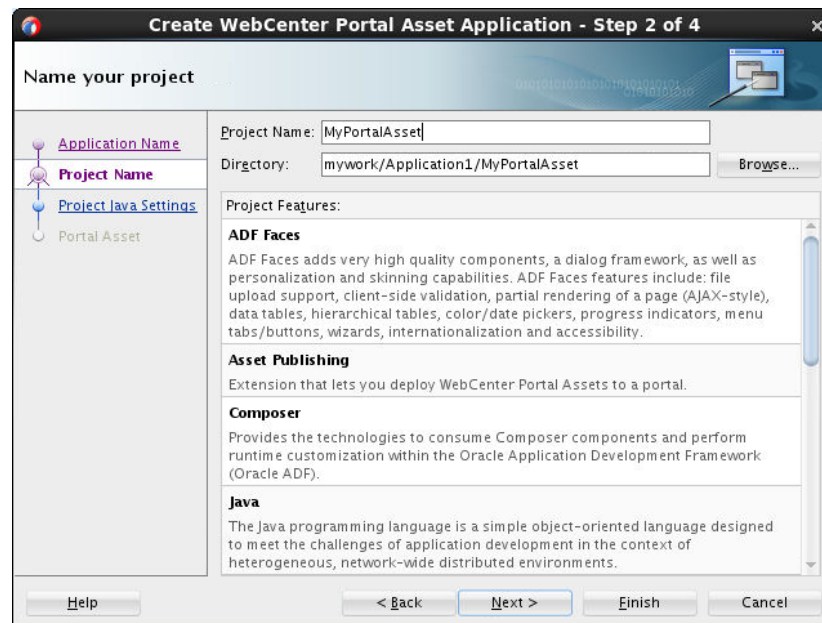 Create WebCenter Portal Asset Application - Step 2 of 4
Name your project
Application Name
Project Name
Project Java Settings
Portal Asset
Project Name: MyPortalAsset
Directory: mywork/Application1/MyPortalAsset Browse...
Project Features:
ADF Faces
ADF Faces adds very high quality components, a dialog framework, as well as
personalization and skinning capabilities. ADF Faces features include: file
upload support, client-side validation, partial rendering of a page (AJAX-style),
data tables, hierarchical tables, color/date pickers, progress indicators, menu
tabs/buttons, wizards, internationalization and accessibility.
Asset Publishing
Extension that lets you deploy WebCenter Portal Assets to a portal.
Composer
Provides the technologies to consume Composer components and perform
runtime customization within the Oracle Application Development Framework
(Oracle ADF).
Java
The Java programming language is a simple object-oriented language designed
to meet the challenges of application development in the context of
heterogeneous, network-wide distributed environments.
Help < Back Next > Finish Cancel